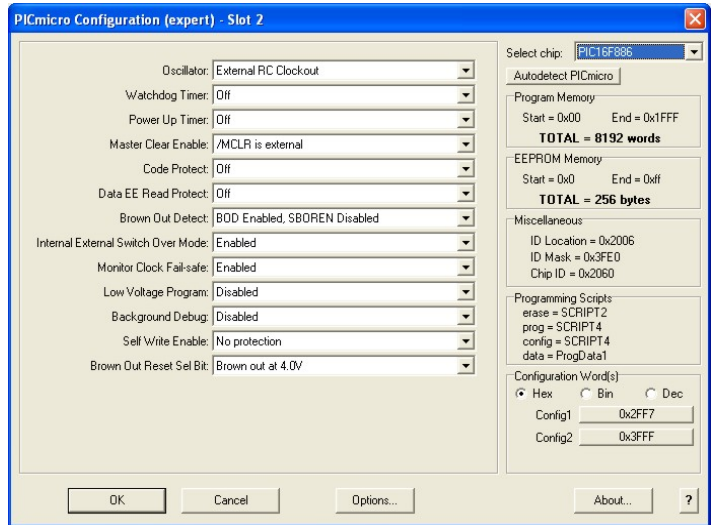 PICmicro Configuration (expert) - Slot 2
Oscillator: External RC Clockout
Watchdog Timer: Off
Power Up Timer: Off
Master Clear Enable: /MCLR is external
Code Protect: Off
Data EE Read Protect: Off
Brown Out Detect: BOD Enabled, SBOREN Disabled
Internal External Switch Over Mode: Enabled
Monitor Clock Fail-safe: Enabled
Low Voltage Program: Disabled
Background Debug: Disabled
Self Write Enable: No protection
Brown Out Reset Sel Bit: Brown out at 4.0V
Select chip: PIC16F886
Autodetect PICmicro
Program Memory
Start = 0x00 End = 0x1FFF
TOTAL = 8192 words
EEPROM Memory
Start = 0x0 End = 0xff
TOTAL = 256 bytes
Miscellaneous
ID Location = 0x2006
ID Mask = 0x3FE0
Chip ID = 0x2060
Programming Scripts
erase = SCRIPT2
prog = SCRIPT4
config = SCRIPT4
data = ProgData1
Configuration Word(s)
Hex Bin Dec
Config1 0x2FF7
Config2 0x3FFF
OK Cancel Options... About... ?